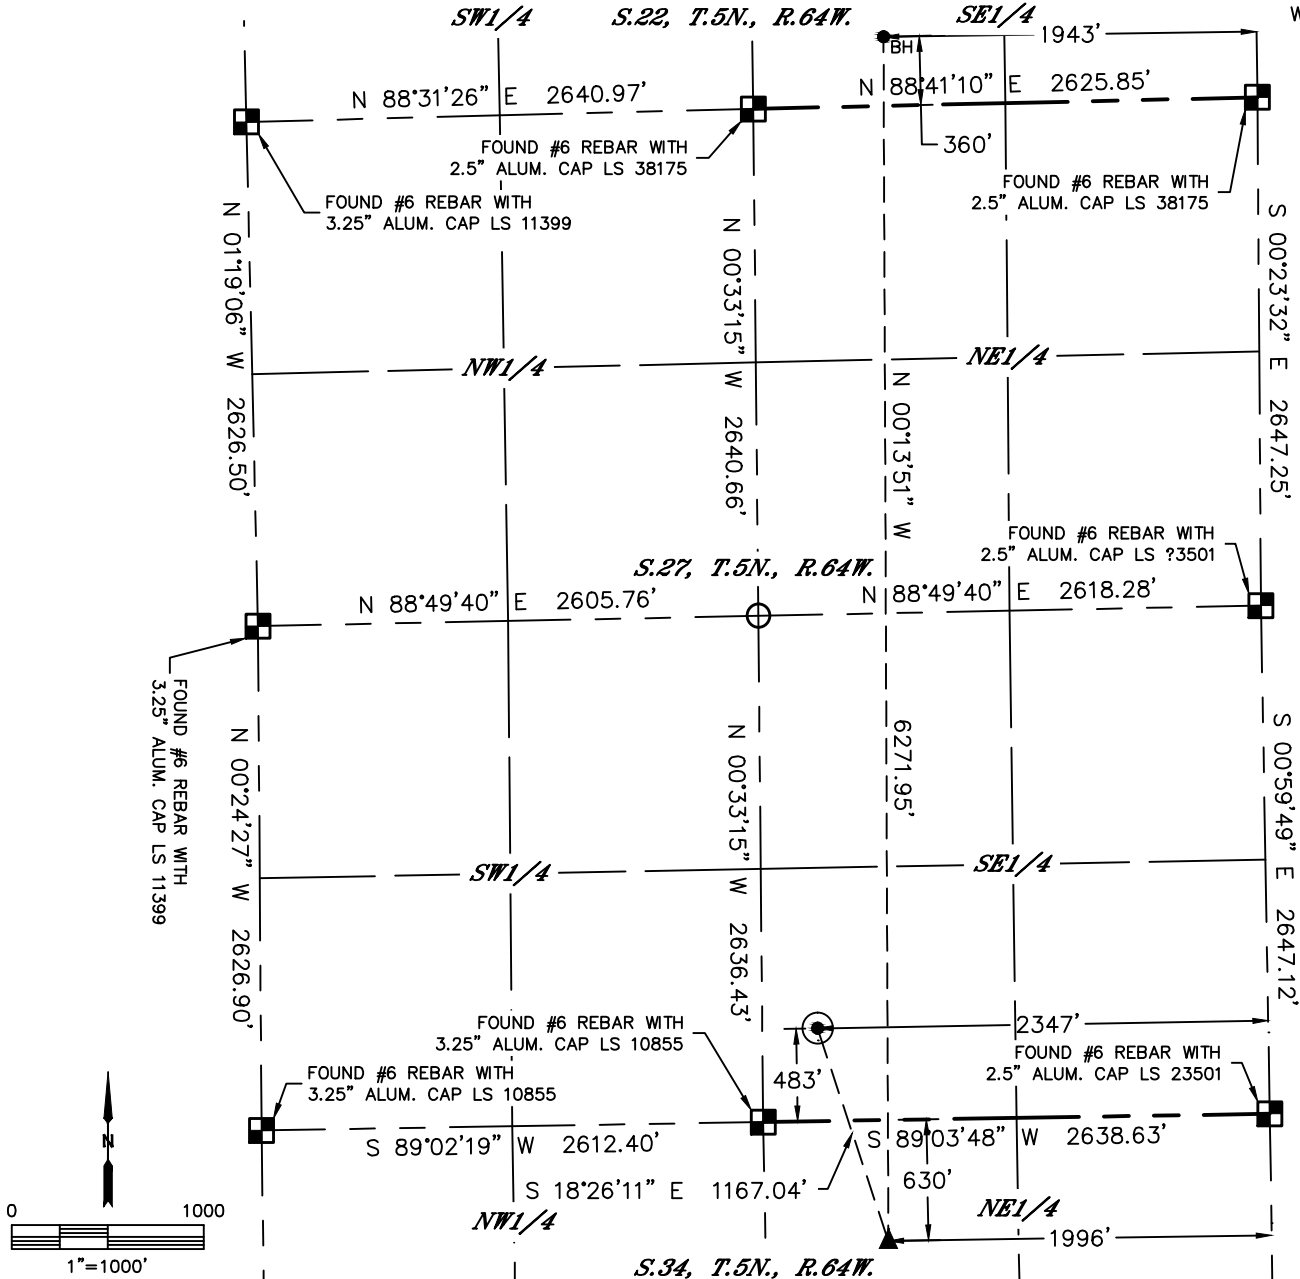 SW1/4
S.22, T.5N., R.64W.
SE1/4
W
BH
1943'
N 88°31'26" E 2640.97'
N 88°41'10" E 2625.85'
360'
FOUND #6 REBAR WITH
2.5" ALUM. CAP LS 38175
FOUND #6 REBAR WITH
2.5" ALUM. CAP LS 38175
FOUND #6 REBAR WITH
3.25" ALUM. CAP LS 11399
N 01°19'06" W 2626.50'
N 00°33'15" W 2640.66'
S 00°23'32" E 2647.25'
NW1/4
NE1/4
N 00°13'51" W 6271.95'
FOUND #6 REBAR WITH
2.5" ALUM. CAP LS ?3501
S.27, T.5N., R.64W.
N 88°49'40" E 2605.76'
N 88°49'40" E 2618.28'
FOUND #6 REBAR WITH
3.25" ALUM. CAP LS 11399
N 00°24'27" W 2626.90'
N 00°33'15" W 2636.43'
S 00°59'49" E 2647.12'
SW1/4
SE1/4
FOUND #6 REBAR WITH
3.25" ALUM. CAP LS 10855
2347'
FOUND #6 REBAR WITH
2.5" ALUM. CAP LS 23501
FOUND #6 REBAR WITH
3.25" ALUM. CAP LS 10855
483'
N
S 89°02'19" W 2612.40'
S 89°03'48" W 2638.63'
S 18°26'11" E 1167.04'
630'
0 1000
1"=1000'
NW1/4
NE1/4
1996'
S.34, T.5N., R.64W.